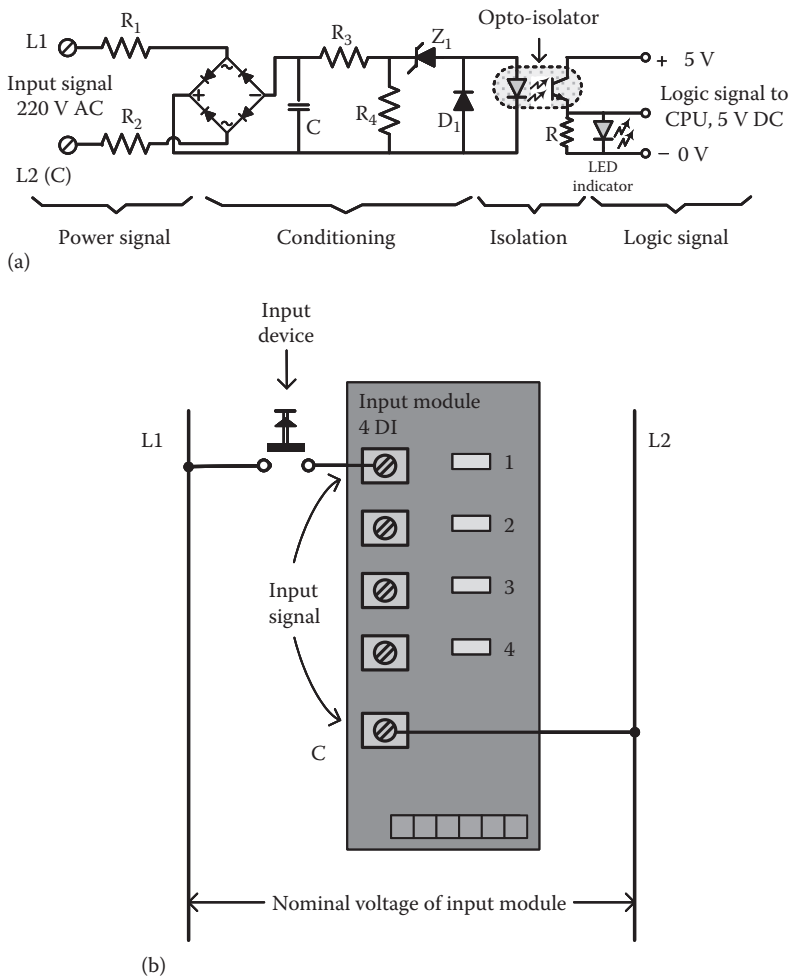 Opto-isolator
L1
R1
R3
Z1
+ 5 V
Input signal
220 V AC
~
+
−
~
C
R4
D1
R
Logic signal to
CPU, 5 V DC
R2
− 0 V
L2 (C)
LED
indicator
Power signal
Conditioning
Isolation
Logic signal
(a)
Input
device
Input module
4 DI
L1
L2
1
2
3
4
Input
signal
C
Nominal voltage of input module
(b)